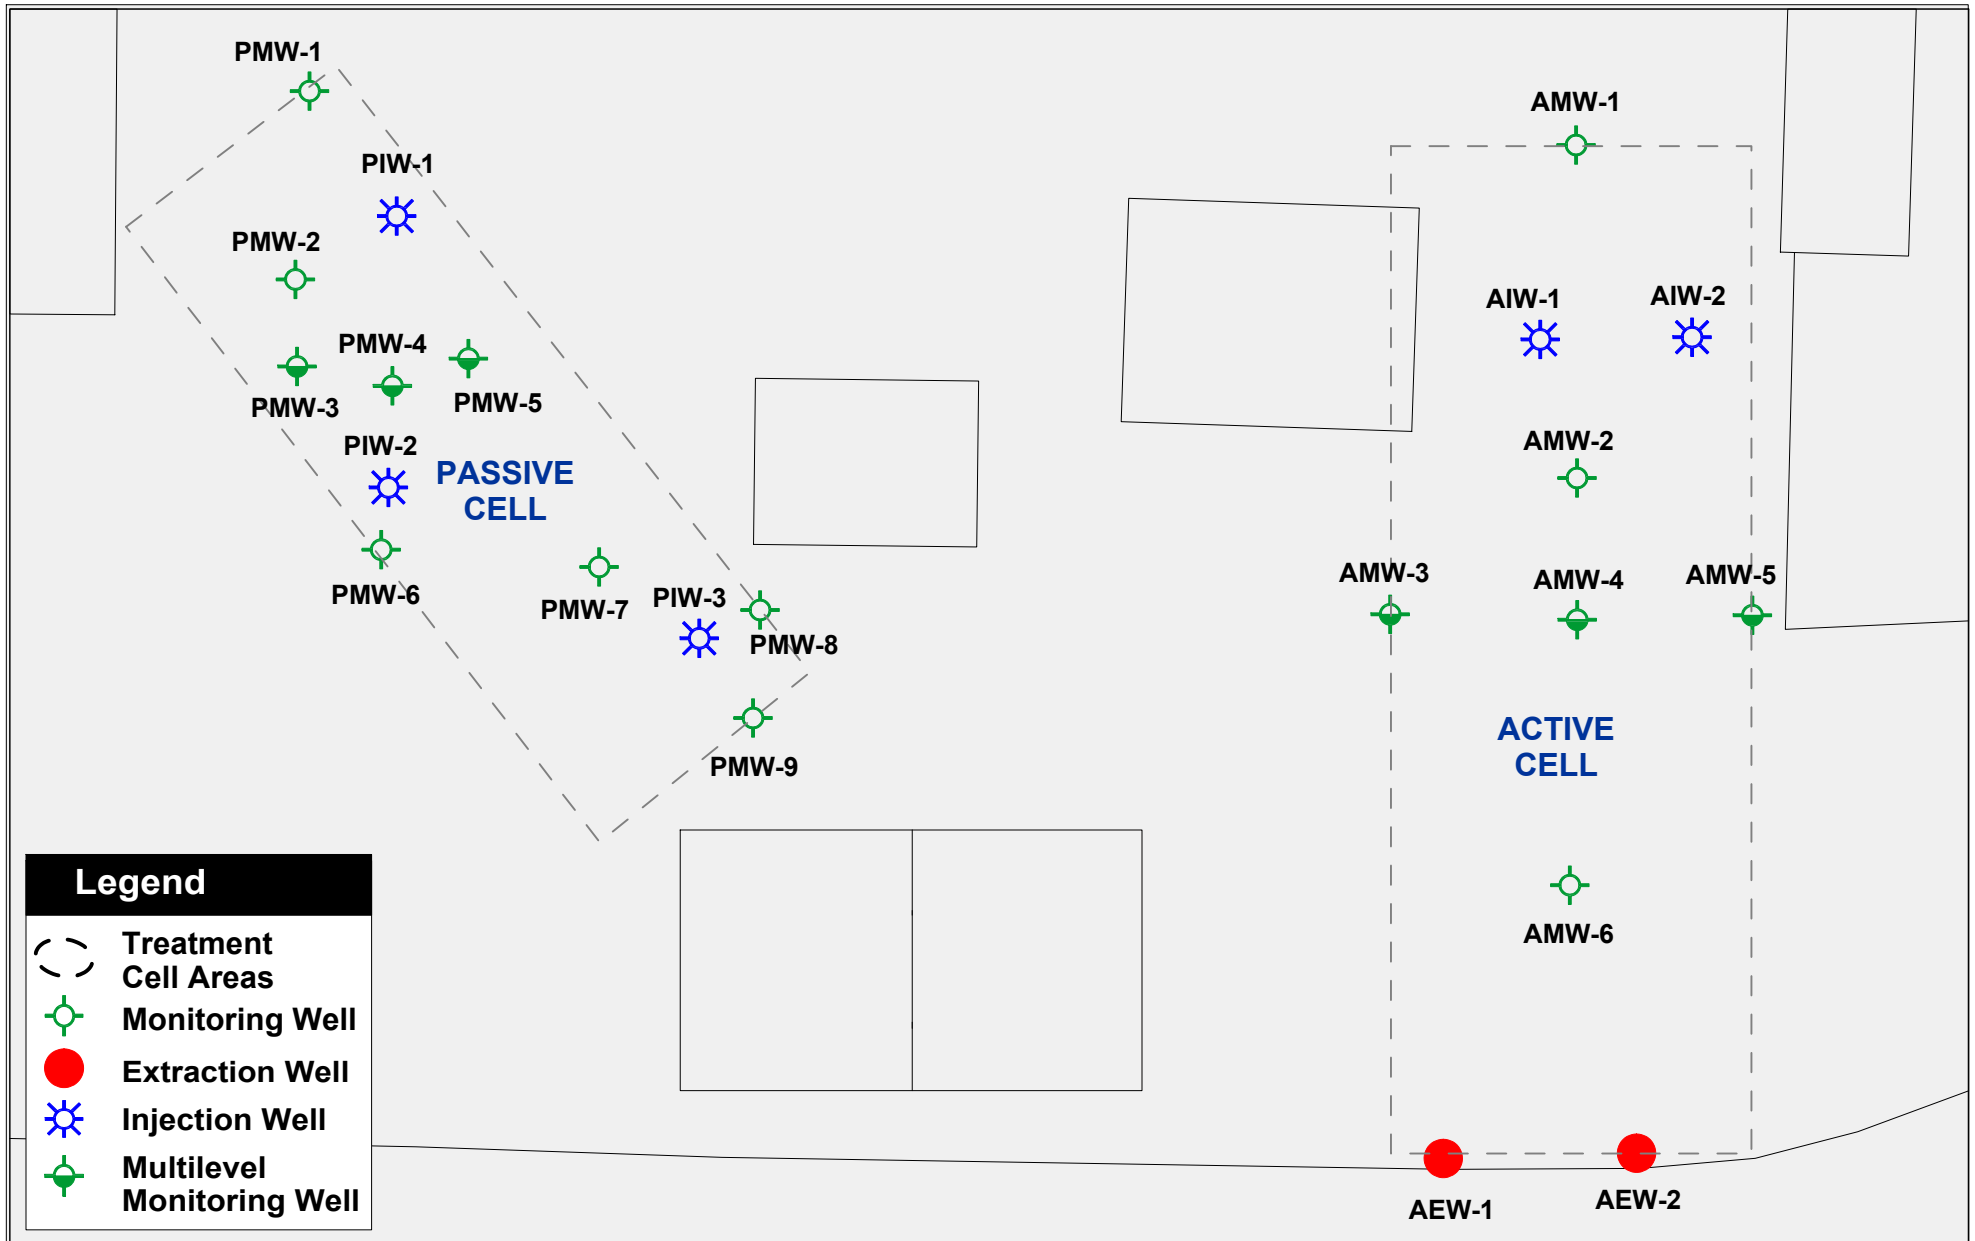 PMW-1
AMW-1
PIW-1
PMW-2
AIW-1
AIW-2
PMW-4
PMW-3
PMW-5
PIW-2
AMW-2
PASSIVE
CELL
AMW-3
AMW-4
AMW-5
PMW-6
PMW-7
PIW-3
PMW-8
ACTIVE
CELL
PMW-9
AMW-6
Legend
Treatment
Cell Areas
Monitoring Well
Extraction Well
Injection Well
Multilevel
Monitoring Well
AEW-1
AEW-2